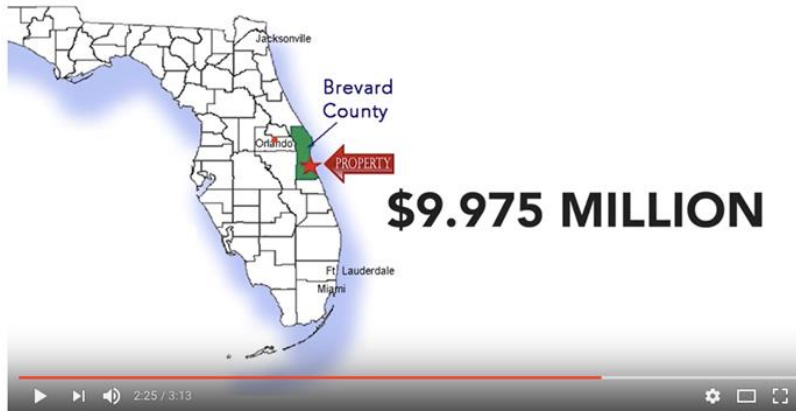 Jacksonville
Brevard
County
Orlando
PROPERTY
$9.975 MILLION
Ft. Lauderdale
Miami
2:25 / 3:13